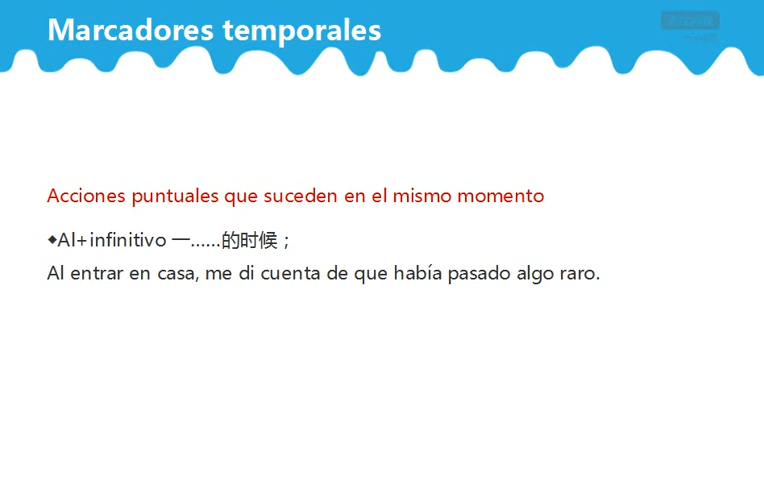 Marcadores temporales
Acciones puntuales que suceden en el mismo momento
◆Al+infinitivo 一……的时候；
Al entrar en casa, me di cuenta de que había pasado algo raro.